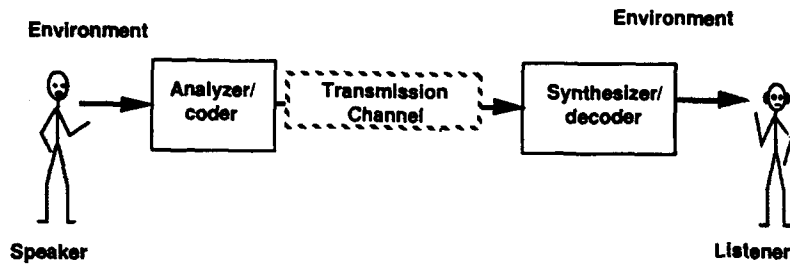 Environment
Environment
Analyzer/
coder
Transmission
Channel
Synthesizer/
decoder
Speaker
Listener